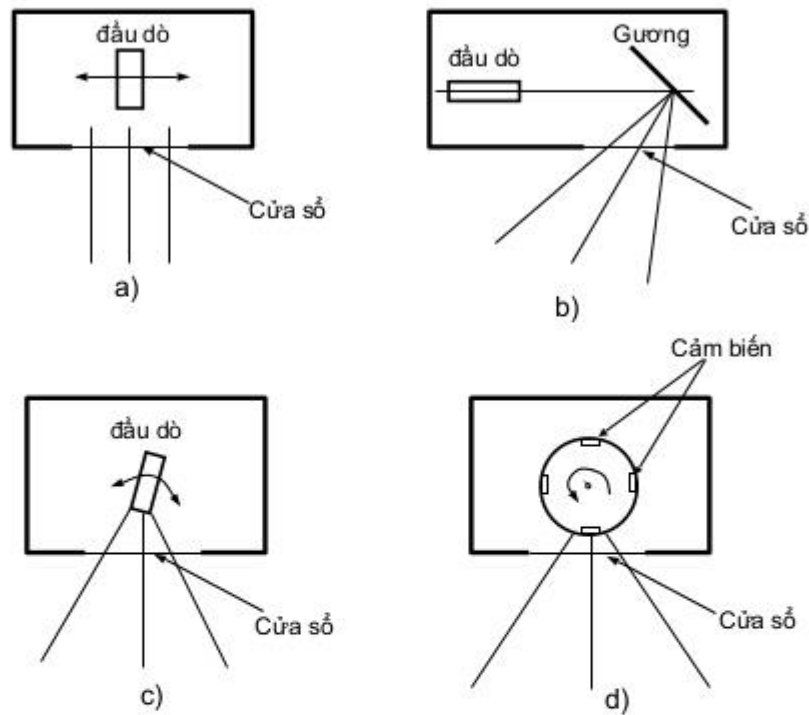 đầu dò
Cửa sổ
a)
Gương
đầu dò
Cửa sổ
b)
đầu dò
Cửa sổ
c)
Cảm biến
Cửa sổ
d)